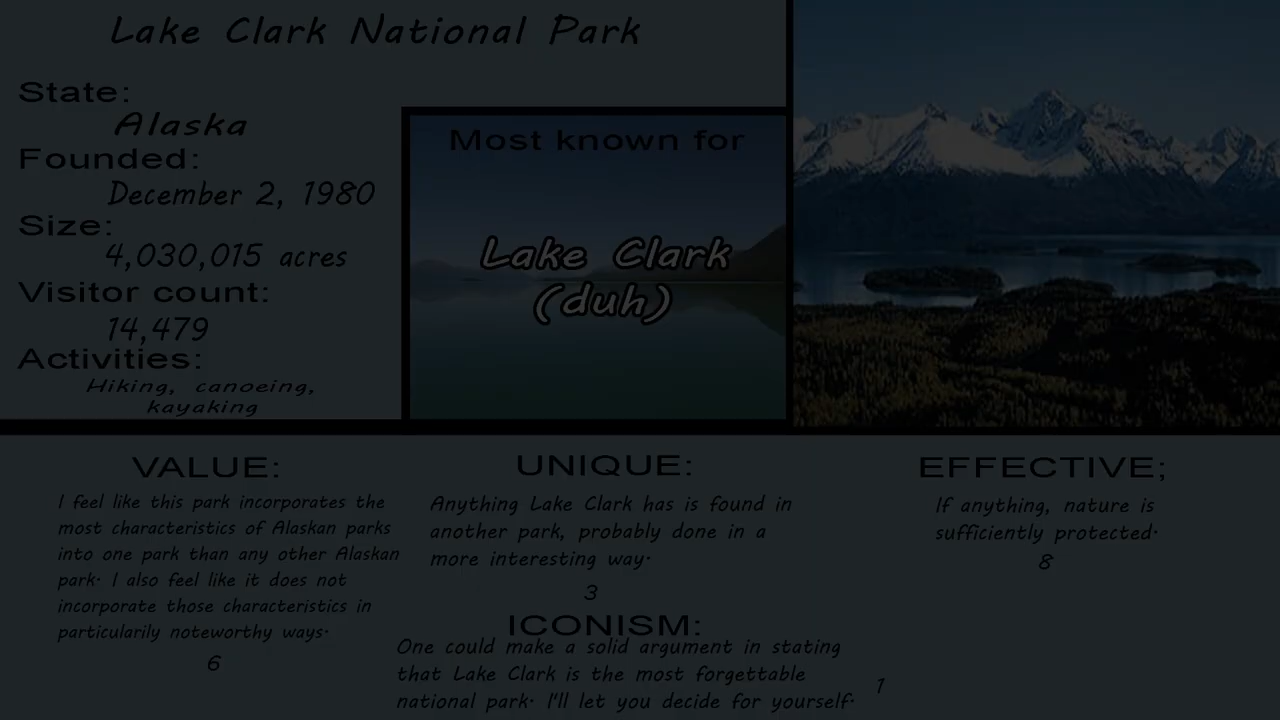 Lake Clark National Park
State:
Alaska
Founded:
December 2, 1980
Size:
4,030,015 acres
Visitor count:
14,479
Activities:
Hiking, canoeing,
kayaking
Most known for
Lake Clark
(duh)
VALUE:
I feel like this park incorporates the
most characteristics of Alaskan parks
into one park than any other Alaskan
park. I also feel like it does not
incorporate those characteristics in
particularily noteworthy ways.
6
UNIQUE:
Anything Lake Clark has is found in
another park, probably done in a
more interesting way.
3
ICONISM:
One could make a solid argument in stating
that Lake Clark is the most forgettable
national park. I'll let you decide for yourself.
1
EFFECTIVE;
If anything, nature is
sufficiently protected.
8